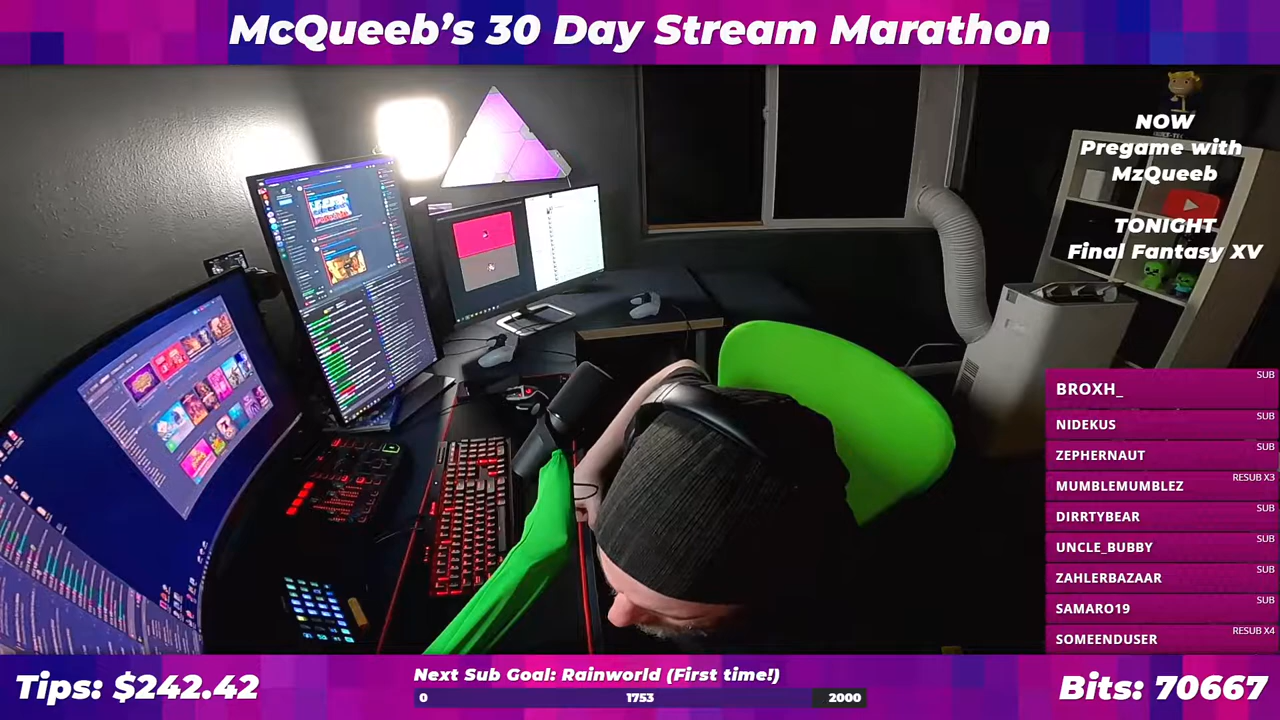 McQueeb's 30 Day Stream Marathon
NOW
Pregame with
MzQueeb
TONIGHT
Final Fantasy XV
SUB
BROXH_
SUB
NIDEKUS
SUB
ZEPHERNAUT
RESUB X3
MUMBLEMUMBLEZ
SUB
DIRRTYBEAR
SUB
UNCLE_BUBBY
SUB
ZAHLERBAZAAR
SUB
SAMARO19
RESUB X4
SOMEENDUSER
Tips: $242.42
Next Sub Goal: Rainworld (First time!)
0 1753 2000
Bits: 70667